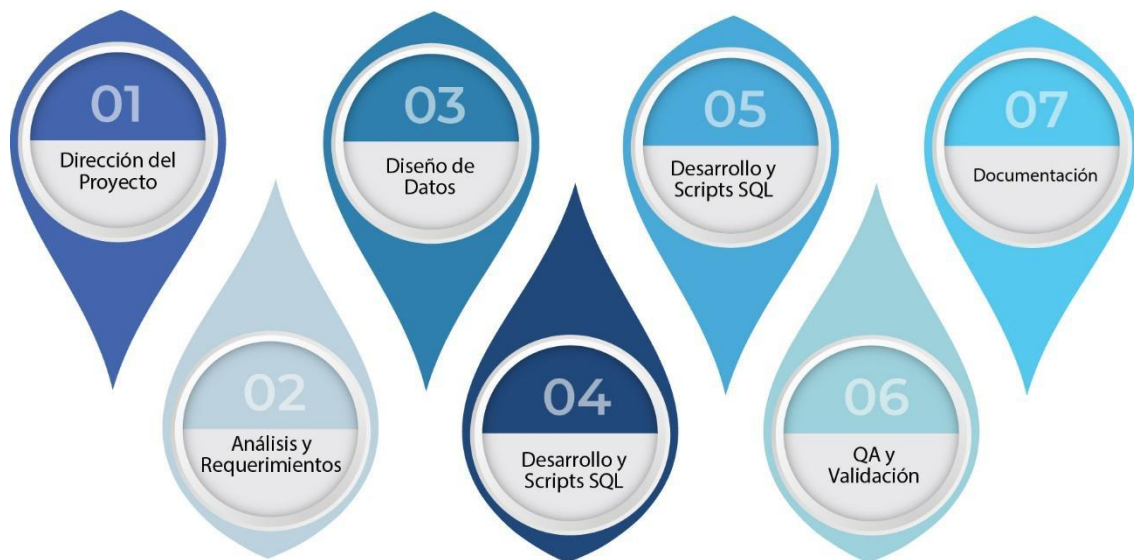 01
Dirección del
Proyecto
02
Análisis y
Requerimientos
03
Diseño de
Datos
04
Desarrollo y
Scripts SQL
05
Desarrollo y
Scripts SQL
06
QA y
Validación
07
Documentación